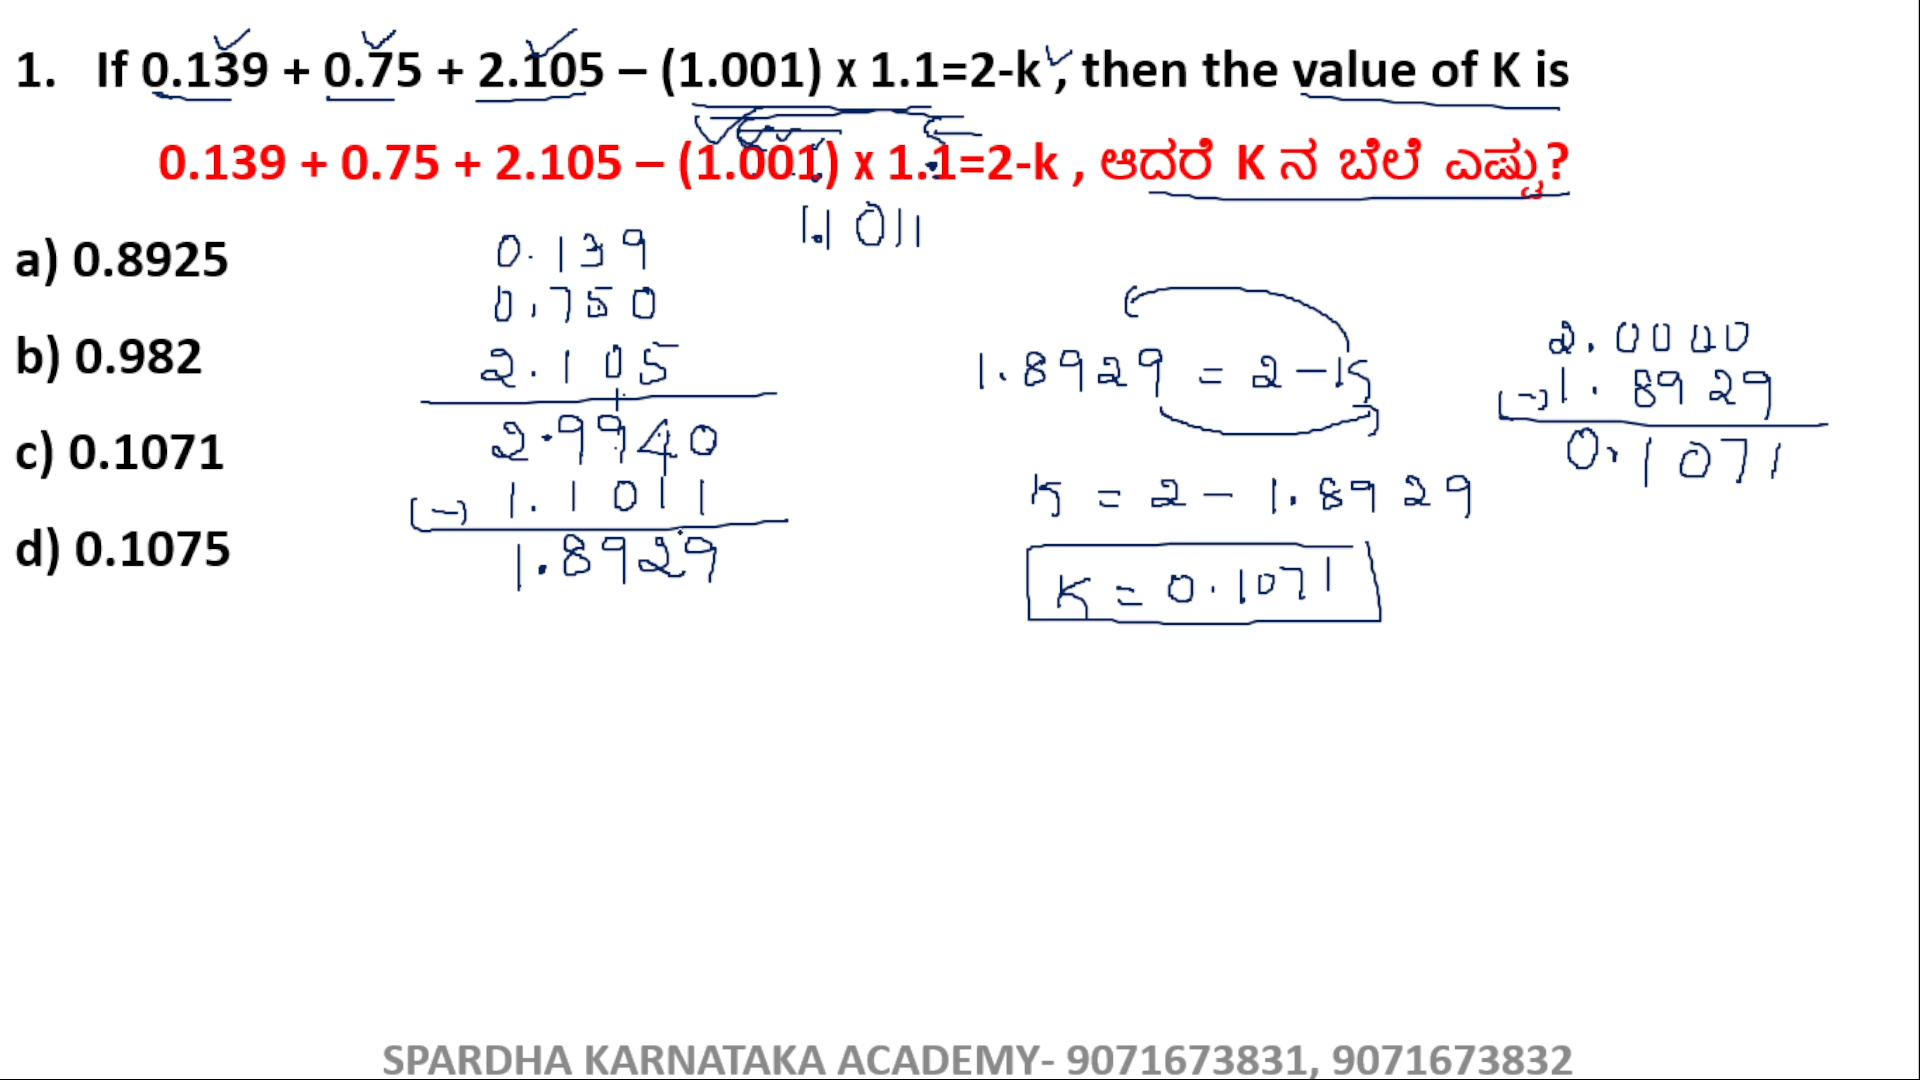 1. If 0.139 + 0.75 + 2.105 – (1.001) x 1.1=2-k , then the value of K is
0.139 + 0.75 + 2.105 – (1.001) x 1.1=2-k , ಆದರೆ K ನ ಬೆಲೆ ಎಷ್ಟು?
1.1011
a) 0.8925
b) 0.982
c) 0.1071
d) 0.1075
0.139
0.750
2.105
2.9940
(-) 1.1011
1.8929
1.8929 = 2 - K
K = 2 - 1.8929
K = 0.1071
2.0000
(-) 1.8929
0.1071
SPARDHA KARNATAKA ACADEMY- 9071673831, 9071673832